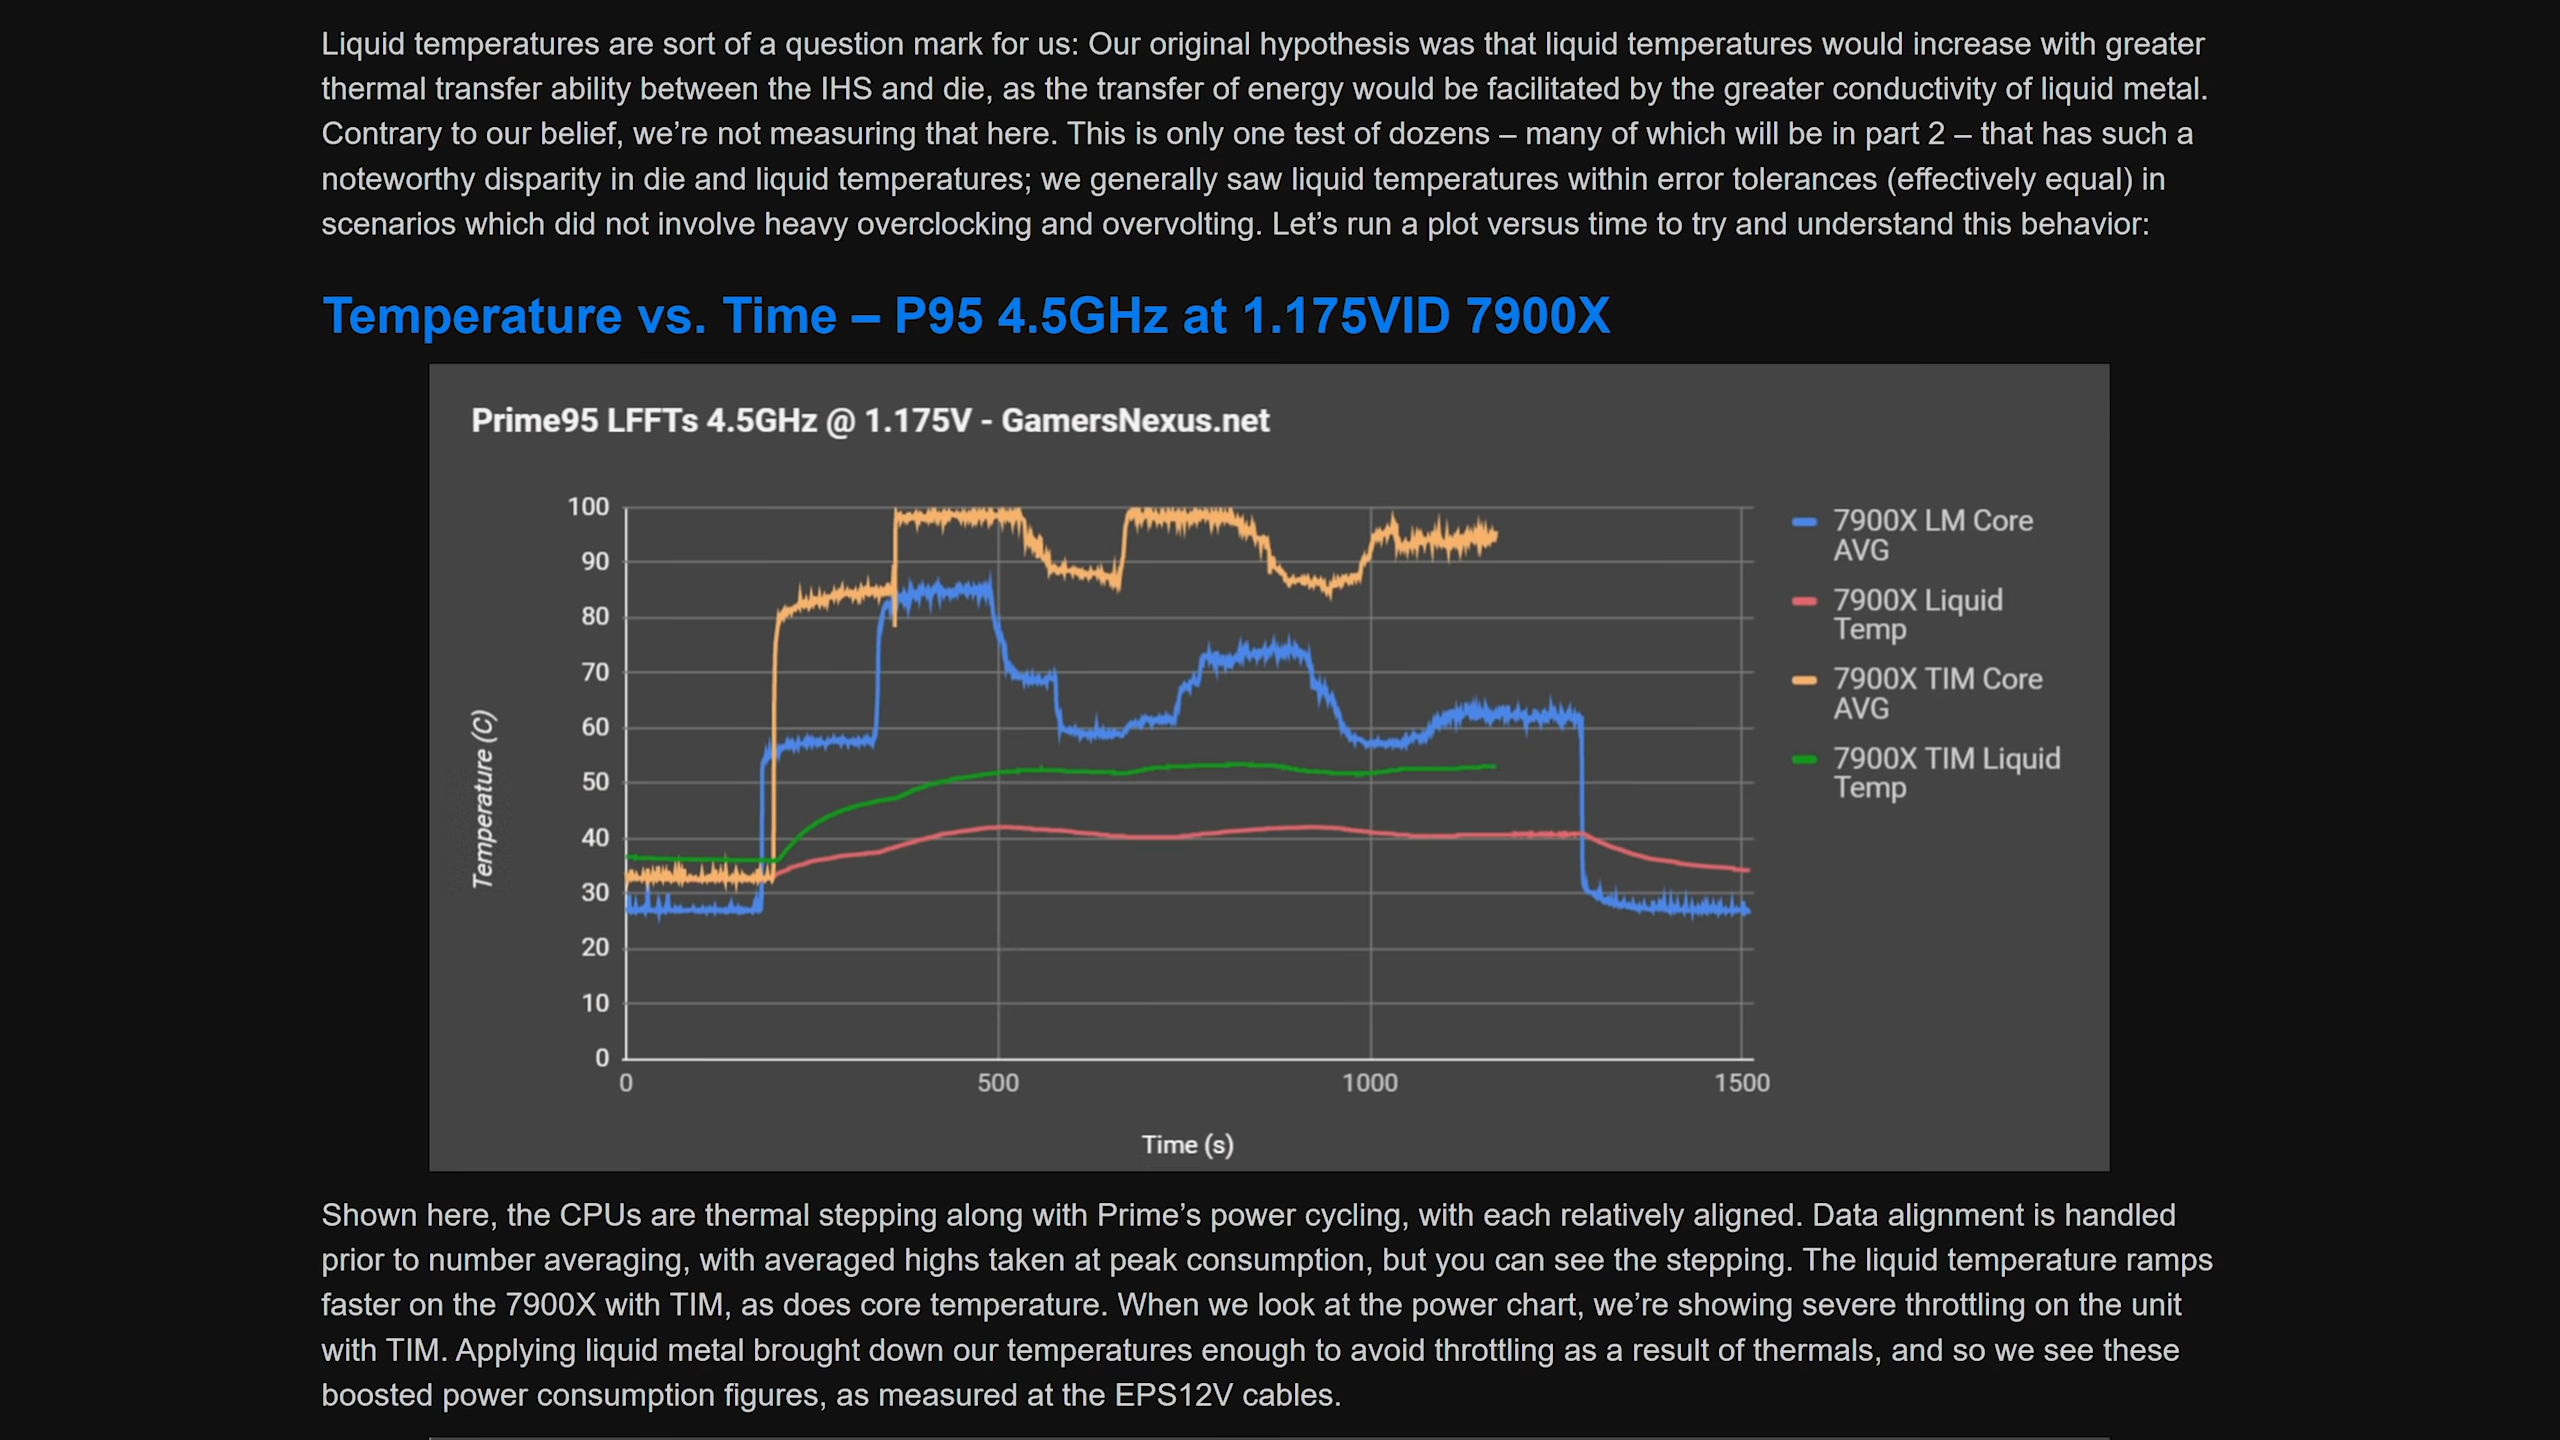 Liquid temperatures are sort of a question mark for us: Our original hypothesis was that liquid temperatures would increase with greater
thermal transfer ability between the IHS and die, as the transfer of energy would be facilitated by the greater conductivity of liquid metal.
Contrary to our belief, we’re not measuring that here. This is only one test of dozens – many of which will be in part 2 – that has such a
noteworthy disparity in die and liquid temperatures; we generally saw liquid temperatures within error tolerances (effectively equal) in
scenarios which did not involve heavy overclocking and overvolting. Let’s run a plot versus time to try and understand this behavior:
Temperature vs. Time – P95 4.5GHz at 1.175VID 7900X
Prime95 LFFTs 4.5GHz @ 1.175V - GamersNexus.net
100
90
80
70
60
50
40
30
20
10
0
Temperature (C)
0
500
1000
1500
Time (s)
7900X LM Core
AVG
7900X Liquid
Temp
7900X TIM Core
AVG
7900X TIM Liquid
Temp
Shown here, the CPUs are thermal stepping along with Prime’s power cycling, with each relatively aligned. Data alignment is handled
prior to number averaging, with averaged highs taken at peak consumption, but you can see the stepping. The liquid temperature ramps
faster on the 7900X with TIM, as does core temperature. When we look at the power chart, we’re showing severe throttling on the unit
with TIM. Applying liquid metal brought down our temperatures enough to avoid throttling as a result of thermals, and so we see these
boosted power consumption figures, as measured at the EPS12V cables.